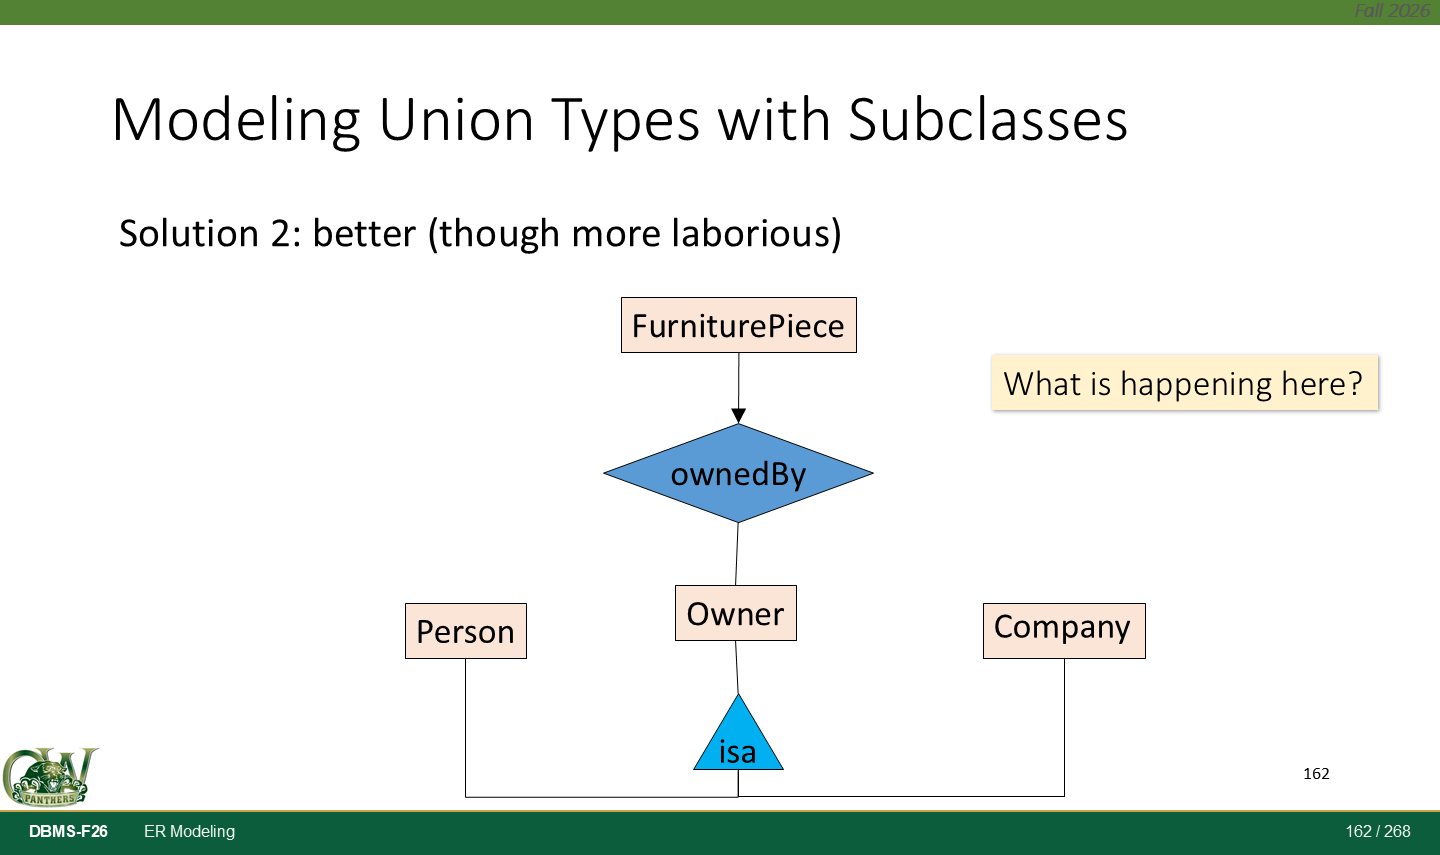 Fall 2026
Modeling Union Types with Subclasses
Solution 2: better (though more laborious)
FurniturePiece
What is happening here?
ownedBy
Owner
Person
Company
isa
162
PANTHERS
DBMS-F26
ER Modeling
162 / 268